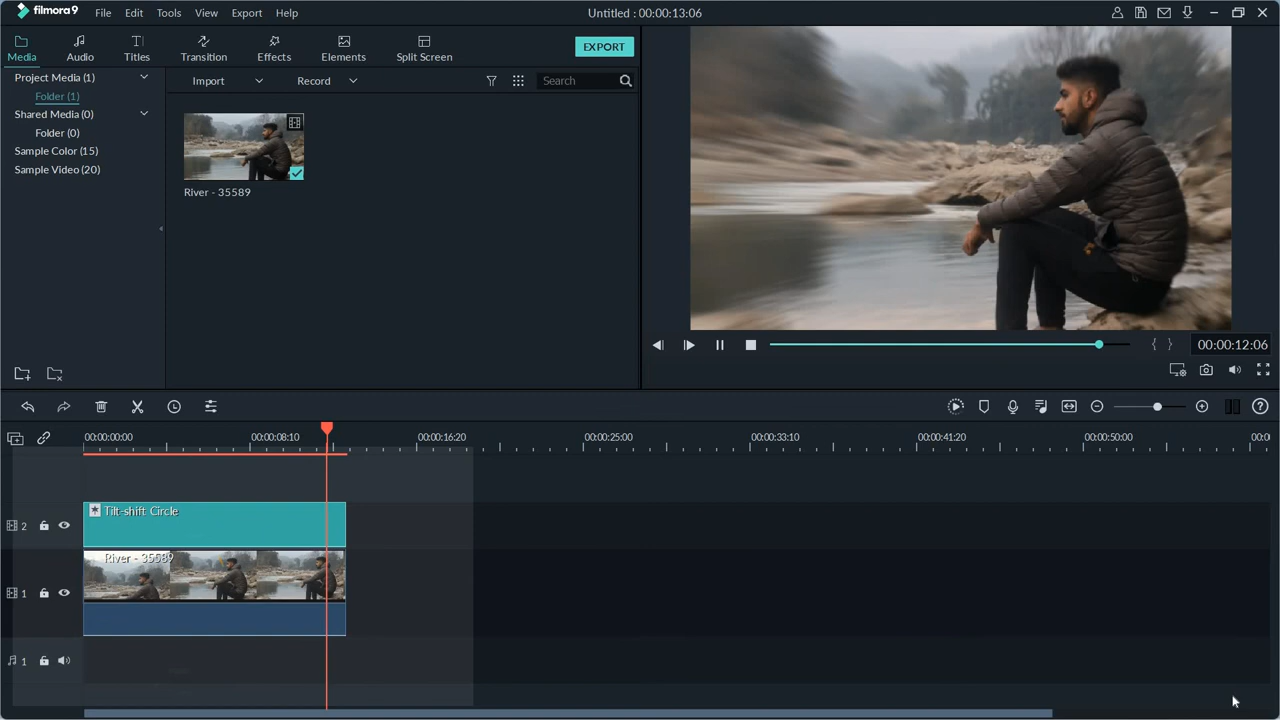 filmora9 File Edit Tools View Export Help Untitled : 00:00:13:06
Media Audio Titles Transition Effects Elements Split Screen EXPORT
Project Media (1)
Folder (1)
Shared Media (0)
Folder (0)
Sample Color (15)
Sample Video (20)
Import Record Search
River - 35589
00:00:12:06
00:00:00:00 00:00:08:10 00:00:16:20 00:00:25:00 00:00:33:10 00:00:41:20 00:00:50:00 00:0
2 Tilt-shift Circle
River - 35589
1
1